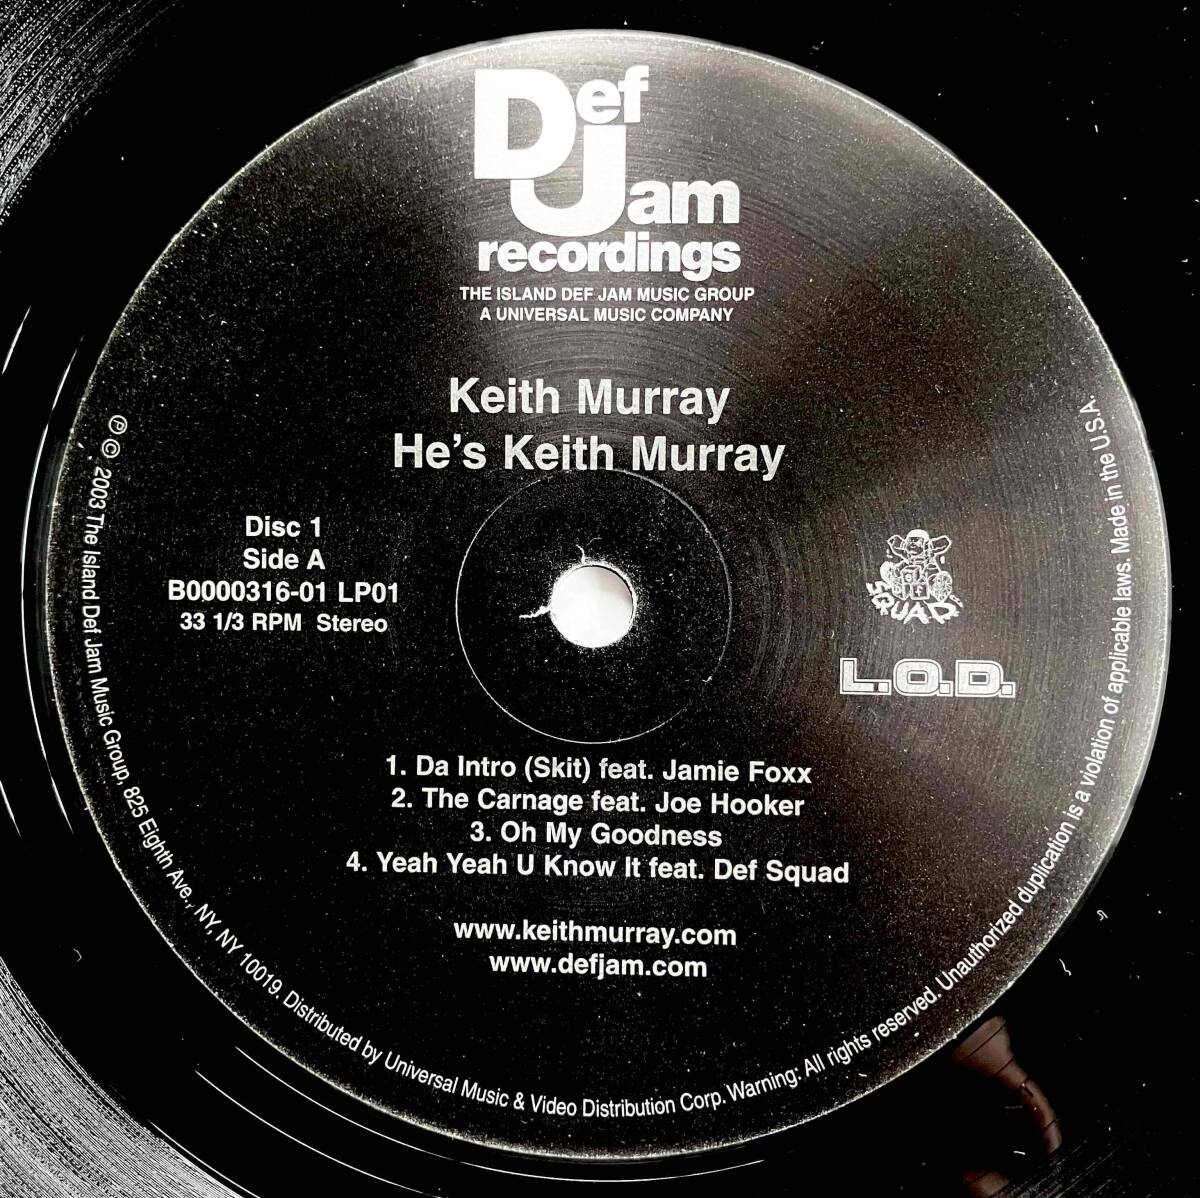 Def Jam
recordings
THE ISLAND DEF JAM MUSIC GROUP
A UNIVERSAL MUSIC COMPANY
Keith Murray
He's Keith Murray
Disc 1
Side A
B0000316-01 LP01
33 1/3 RPM Stereo
SQUAD
L.O.D.
1. Da Intro (Skit) feat. Jamie Foxx
2. The Carnage feat. Joe Hooker
3. Oh My Goodness
4. Yeah Yeah U Know It feat. Def Squad
www.keithmurray.com
www.defjam.com
℗ © 2003 The Island Def Jam Music Group, 825 Eighth Ave., NY, NY 10019. Distributed by Universal Music & Video Distribution Corp. Warning: All rights reserved. Unauthorized duplication is a violation of applicable laws. Made in the U.S.A.